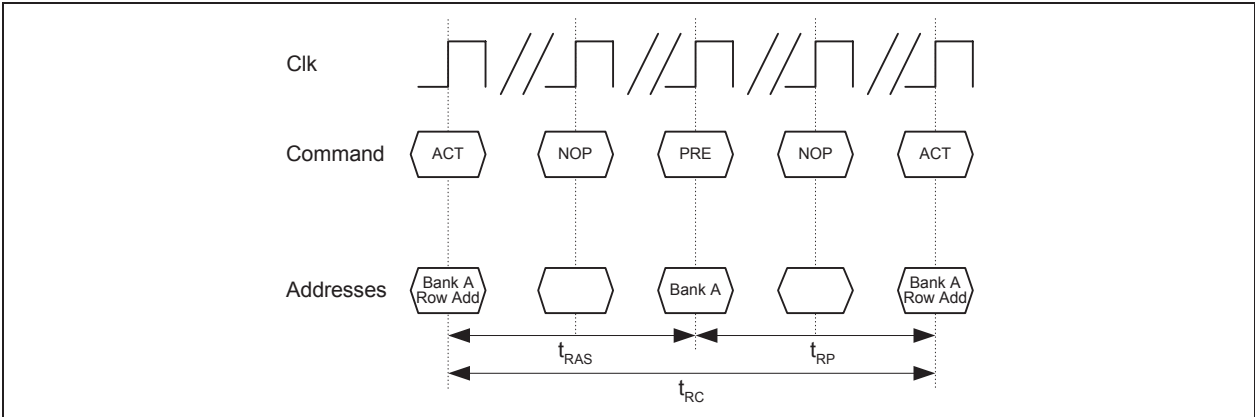 Clk
Command
ACT
NOP
PRE
NOP
ACT
Addresses
Bank A
Row Add
Bank A
Bank A
Row Add
tRAS
tRP
tRC